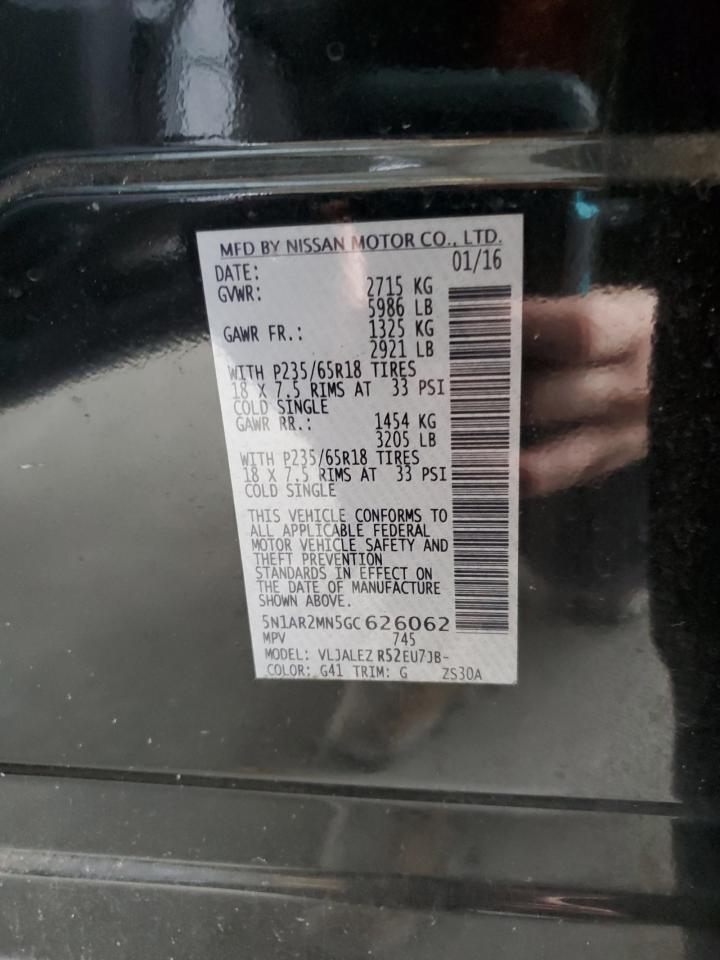 MFD BY NISSAN MOTOR CO., LTD.
DATE: 01/16
GVWR: 2715 KG
5986 LB
GAWR FR.: 1325 KG
2921 LB
WITH P235/65R18 TIRES
18 X 7.5 RIMS AT 33 PSI
COLD SINGLE
GAWR RR.: 1454 KG
3205 LB
WITH P235/65R18 TIRES
18 X 7.5 RIMS AT 33 PSI
COLD SINGLE
THIS VEHICLE CONFORMS TO
ALL APPLICABLE FEDERAL
MOTOR VEHICLE SAFETY AND
THEFT PREVENTION
STANDARDS IN EFFECT ON
THE DATE OF MANUFACTURE
SHOWN ABOVE.
5N1AR2MN5GC 626062
MPV 745
MODEL: VLJALEZ R52EU7JB-
COLOR: G41 TRIM: G ZS30A